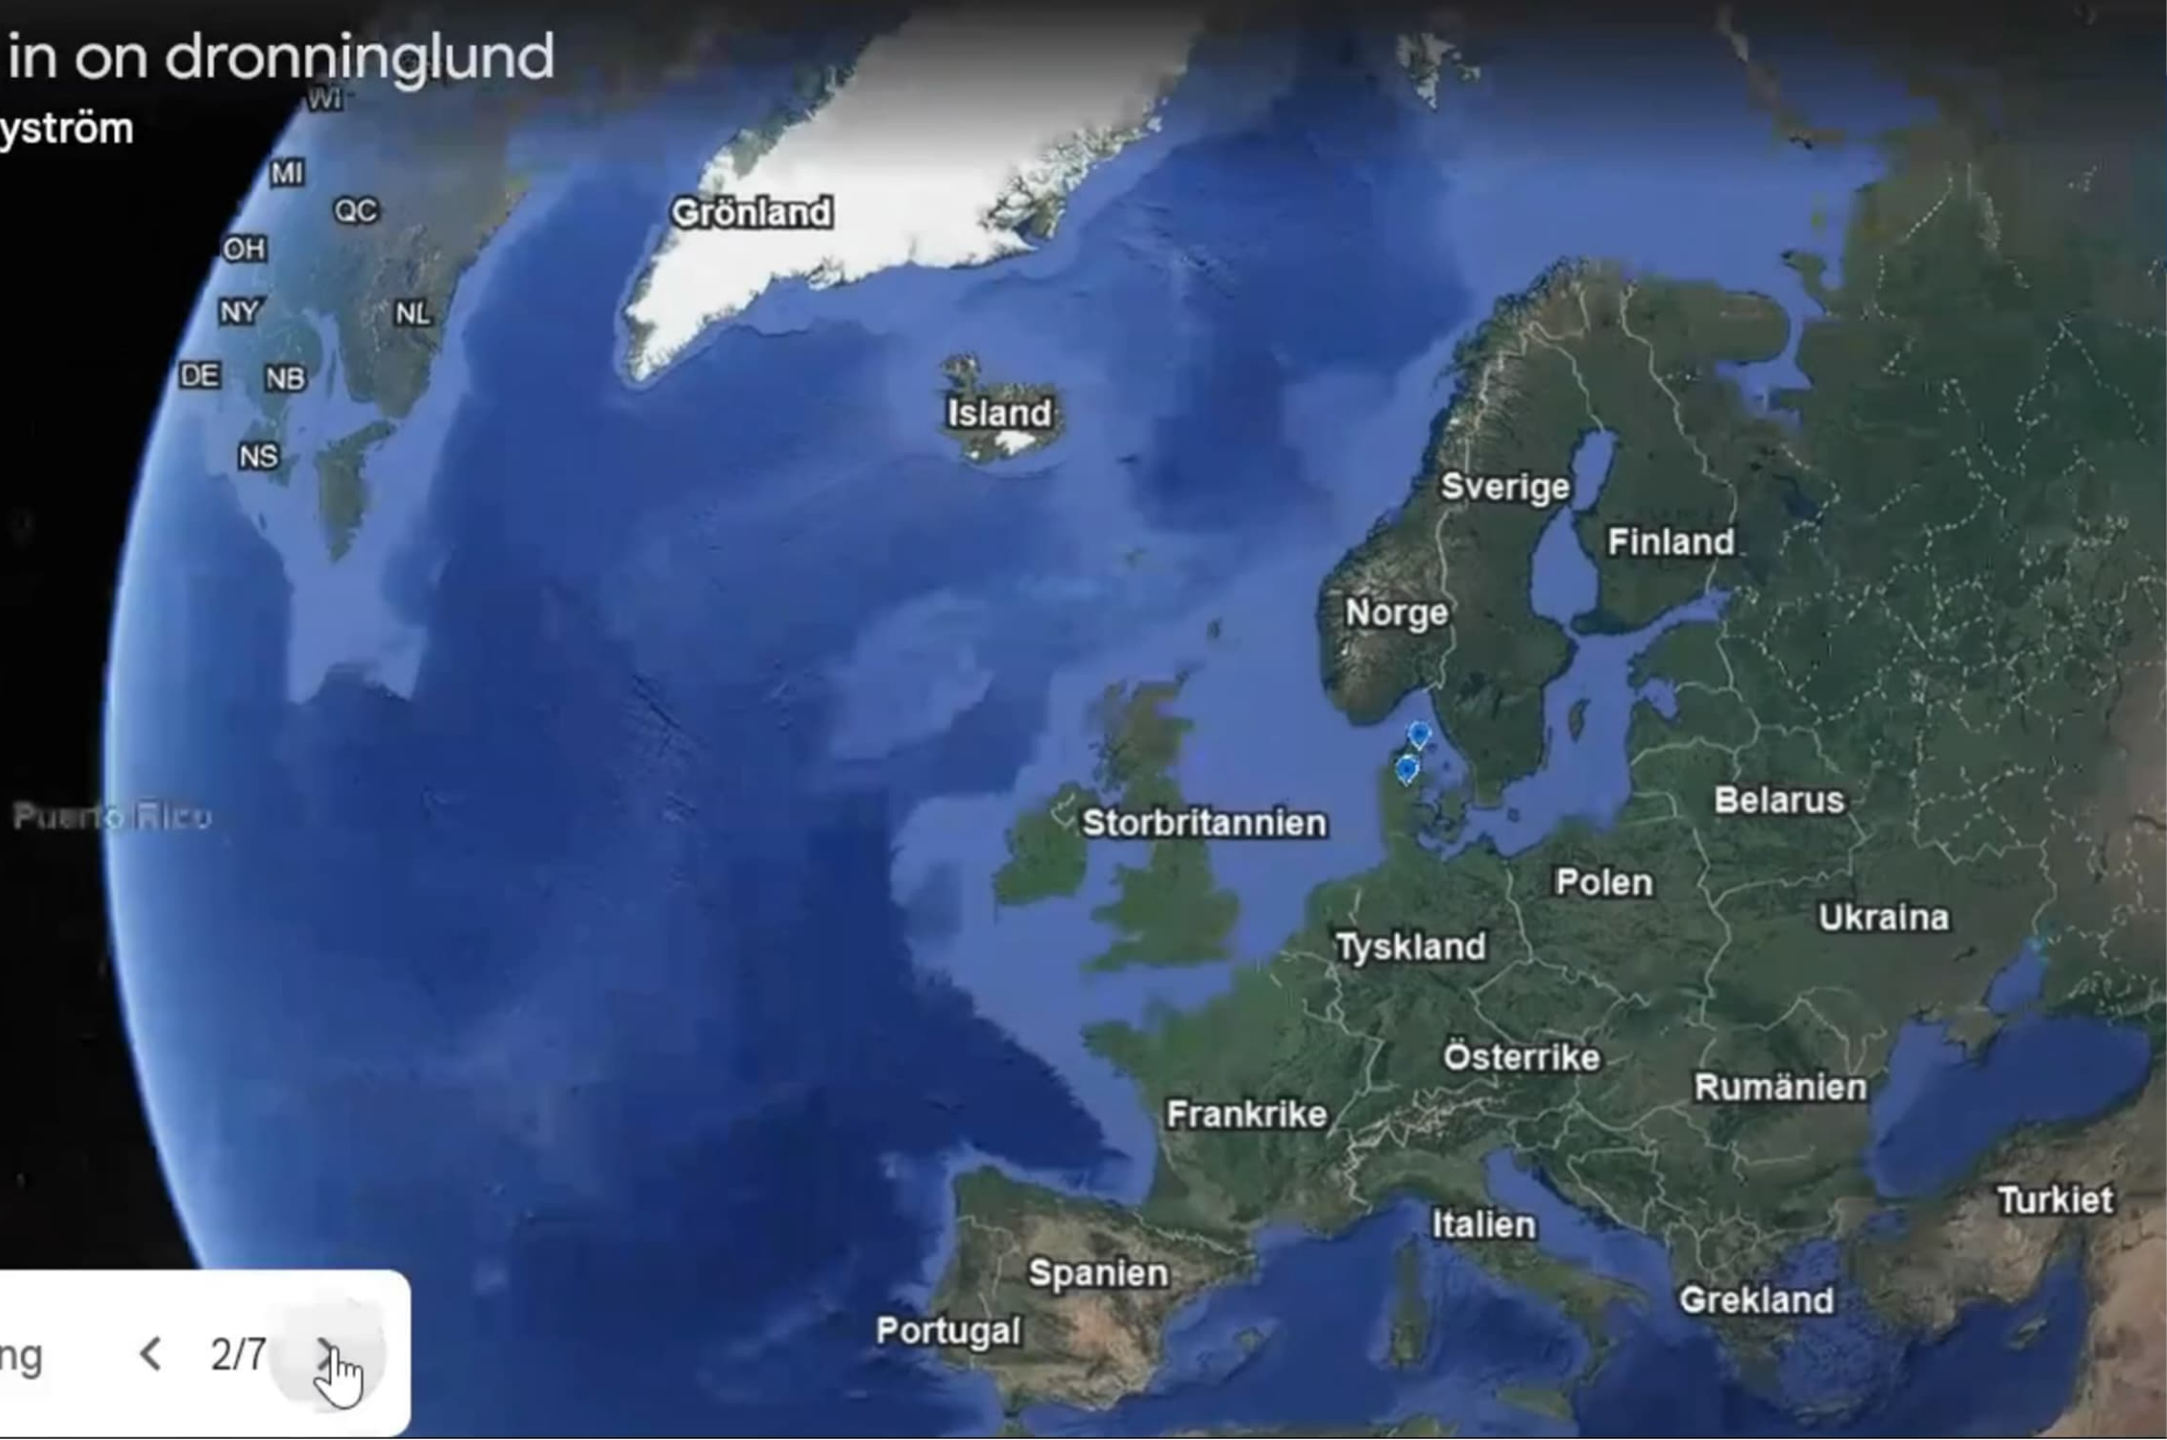 in on dronninglund
yström
WI
MI
QC
OH
NY
NL
DE
NB
NS
Grönland
Island
Sverige
Finland
Norge
Puerto Rico
Storbritannien
Belarus
Polen
Ukraina
Tyskland
Österrike
Rumänien
Frankrike
Turkiet
Italien
Spanien
Grekland
Portugal
ng
2/7